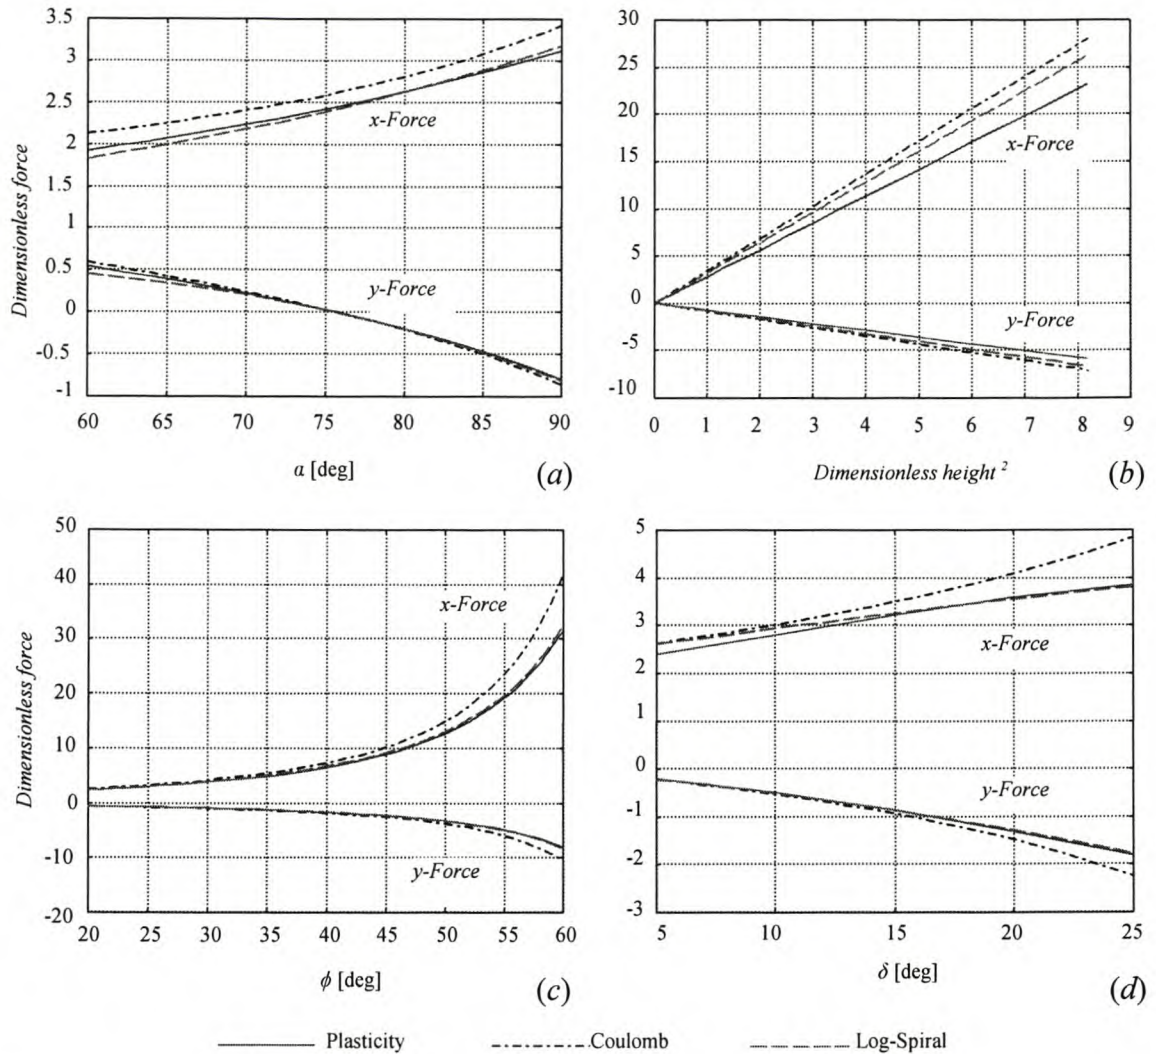 3.5
3
2.5
2
1.5
1
0.5
0
-0.5
-1
Dimensionless force
x-Force
y-Force
60 65 70 75 80 85 90
α [deg]
(a)
30
25
20
15
10
5
0
-5
-10
x-Force
y-Force
0 1 2 3 4 5 6 7 8 9
Dimensionless height 2
(b)
50
40
30
20
10
0
-10
-20
Dimensionless force
x-Force
y-Force
20 25 30 35 40 45 50 55 60
ϕ [deg]
(c)
5
4
3
2
1
0
-1
-2
-3
x-Force
y-Force
5 10 15 20 25
δ [deg]
(d)
Plasticity Coulomb Log-Spiral